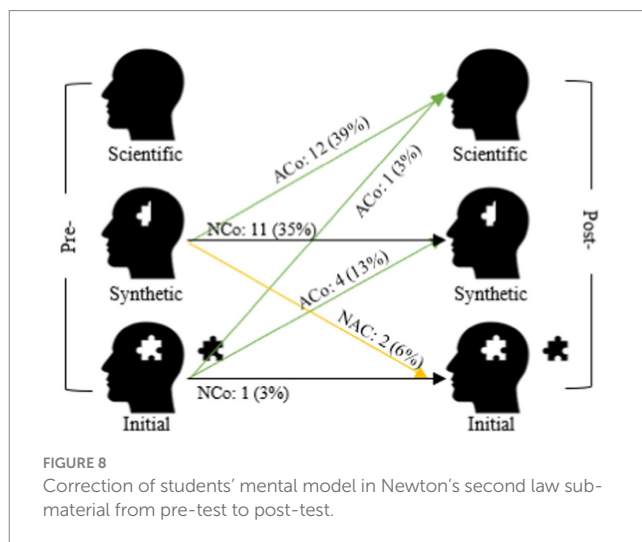 Pre-
Scientific
Synthetic
Initial
ACo: 12 (39%)
ACo: 1 (3%)
NCo: 11 (35%)
ACo: 4 (13%)
NAC: 2 (6%)
NCo: 1 (3%)
Scientific
Synthetic
Initial
Post-
FIGURE 8
Correction of students’ mental model in Newton’s second law sub-
material from pre-test to post-test.